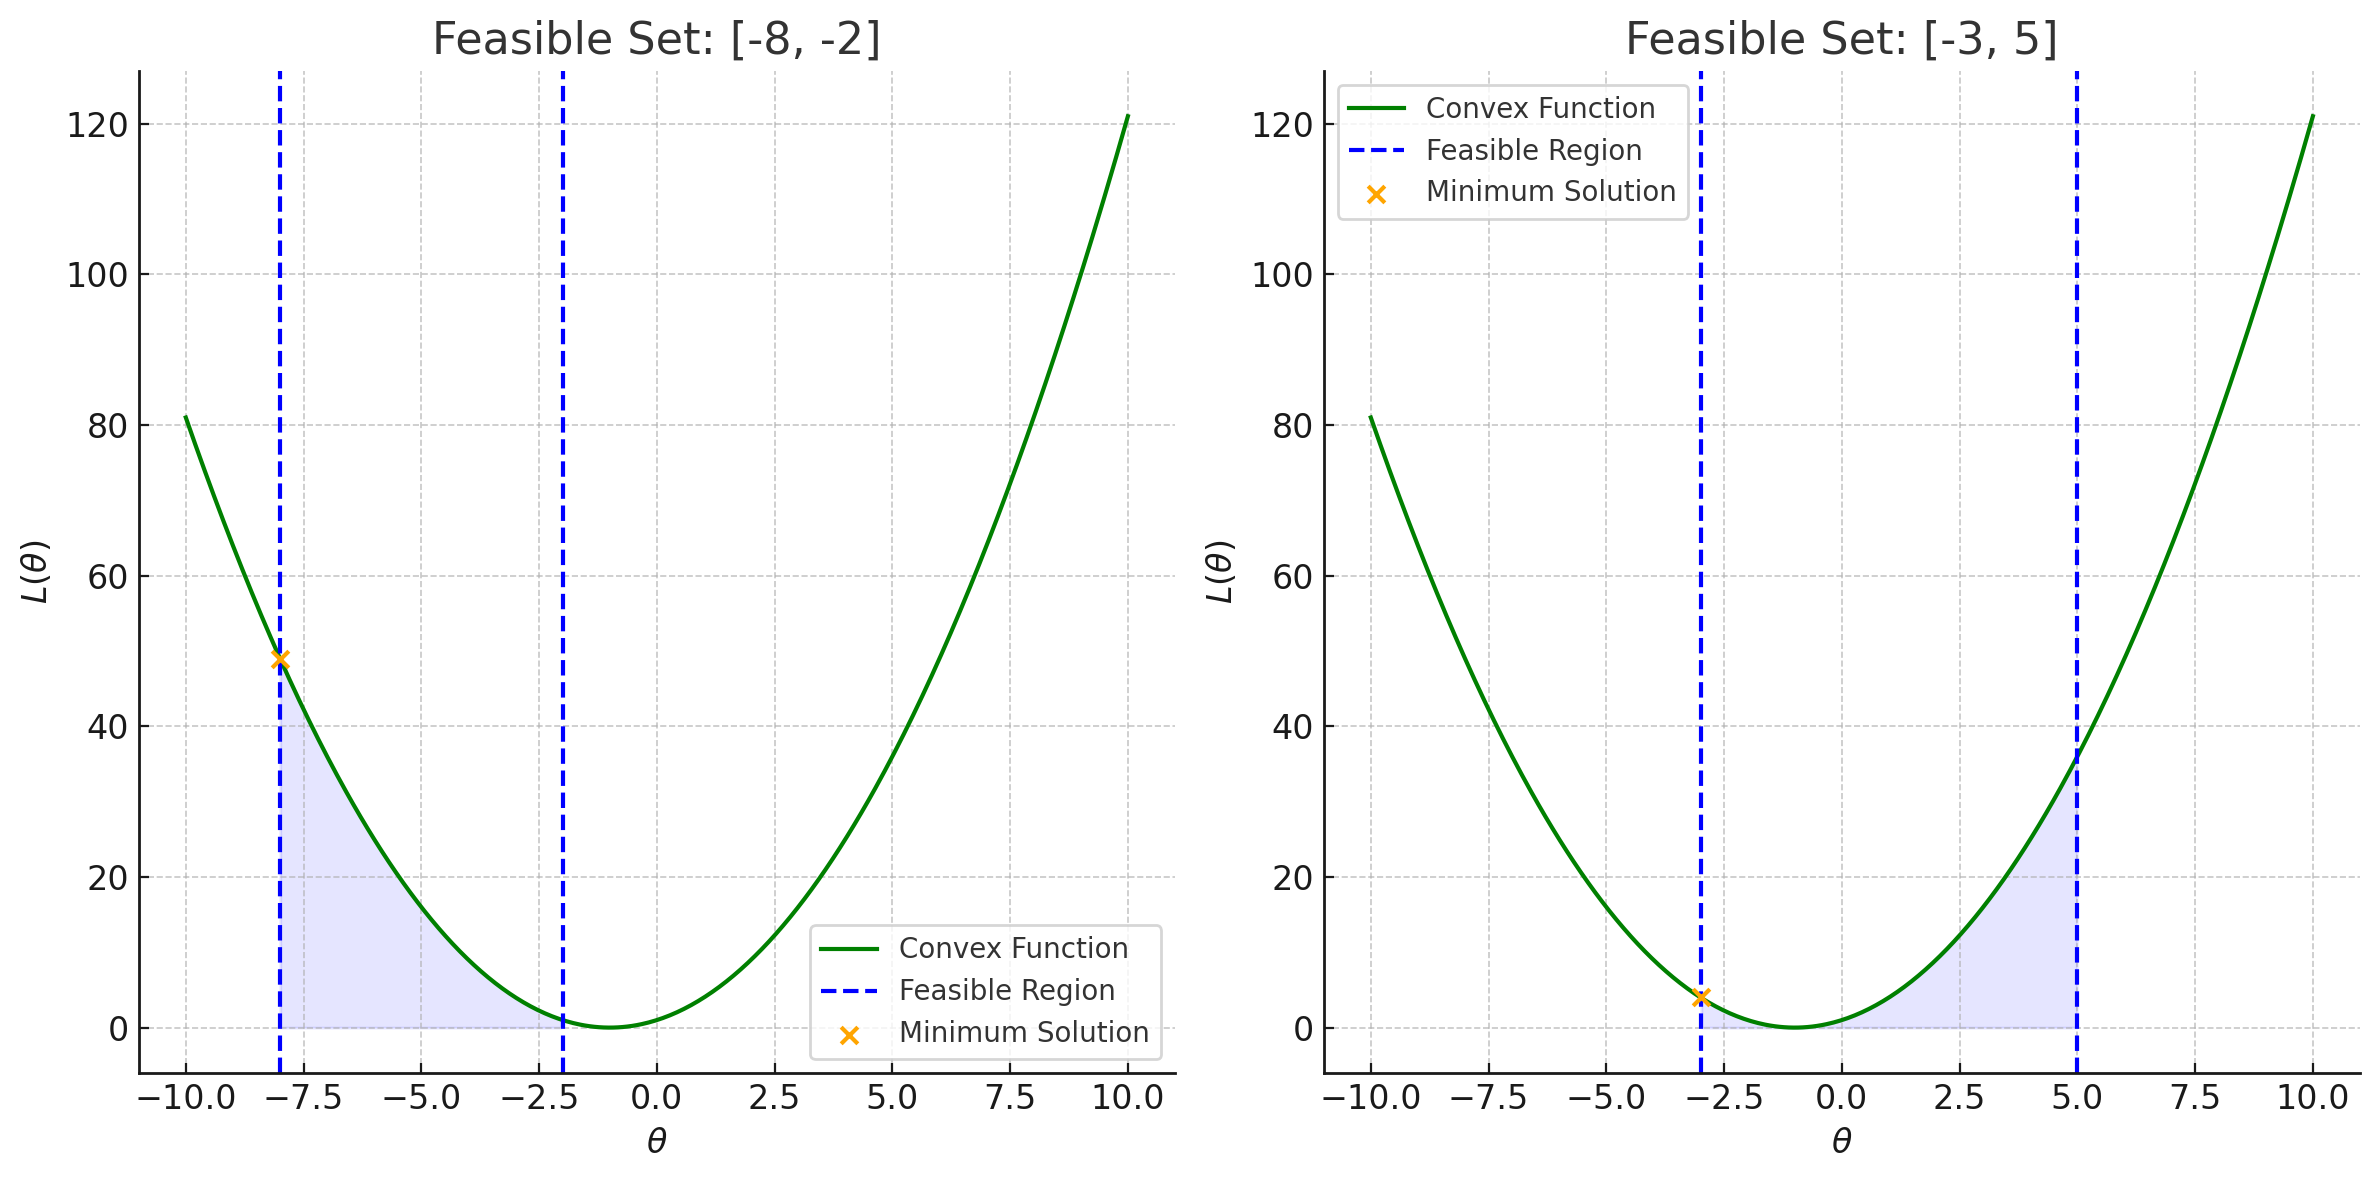 Feasible Set: [-8, -2]
120
100
80
60
40
20
0
L(θ)
−10.0 −7.5 −5.0 −2.5 0.0 2.5 5.0 7.5 10.0
θ
Convex Function
Feasible Region
Minimum Solution
Feasible Set: [-3, 5]
Convex Function
Feasible Region
Minimum Solution
120
100
80
60
40
20
0
L(θ)
−10.0 −7.5 −5.0 −2.5 0.0 2.5 5.0 7.5 10.0
θ